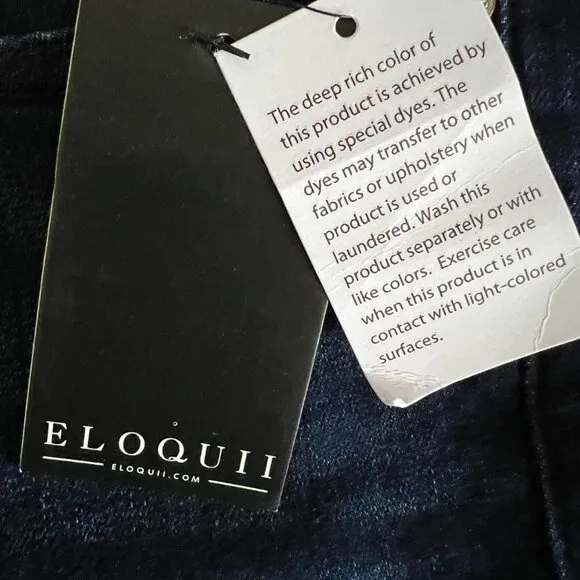 The deep rich color of
this product is achieved by
using special dyes. The
dyes may transfer to other
fabrics or upholstery when
product is used or
laundered. Wash this
product separately or with
like colors. Exercise care
when this product is in
contact with light-colored
surfaces.
ELOQUII
ELOQUII.COM